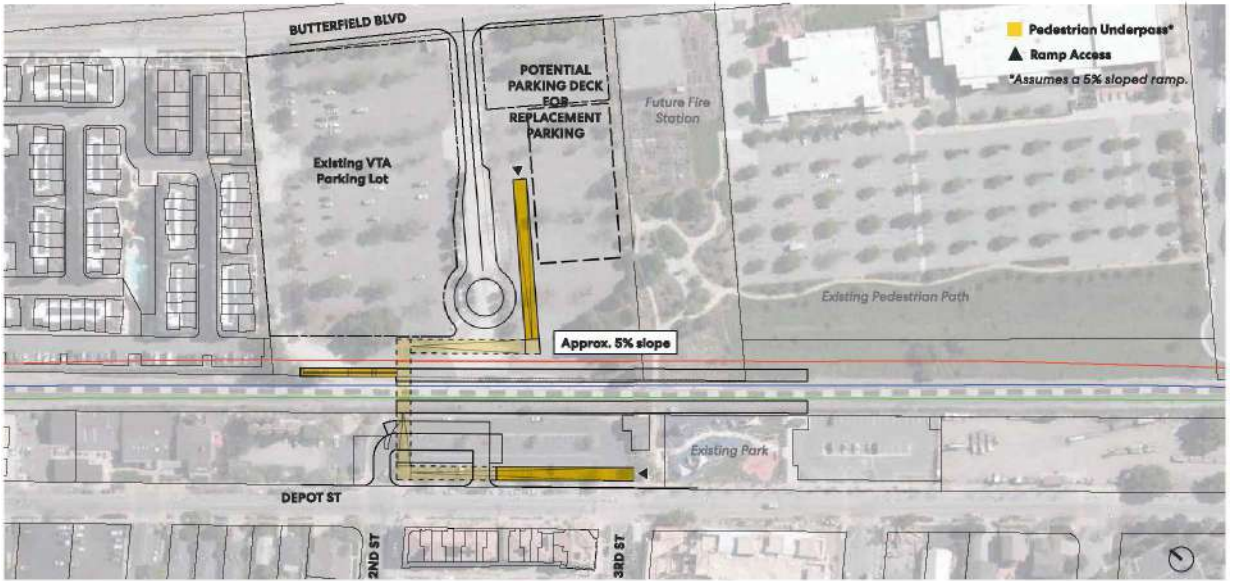 BUTTERFIELD BLVD
POTENTIAL
PARKING DECK
FOR
REPLACEMENT
PARKING
Pedestrian Underpass*
Ramp Access
*Assumes a 5% sloped ramp.
Future Fire
Station
Existing VTA
Parking Lot
Existing Pedestrian Path
Approx. 5% slope
Existing Park
DEPOT ST
2ND ST
3RD ST